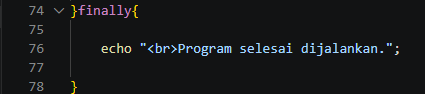 74 }finally{
75
76 echo "<br>Program selesai dijalankan.";
77
78 }